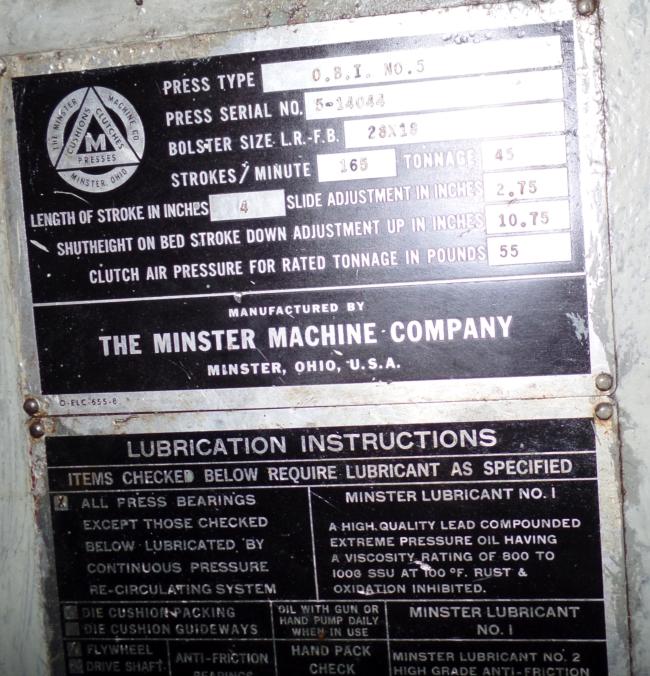 THE MINSTER MACHINE CO.
CUSHIONS CLUTCHES
M
PRESSES
MINSTER, OHIO
PRESS TYPE O.B.I. NO.5
PRESS SERIAL NO. 5-14044
BOLSTER SIZE L.R.-F.B. 28X18
STROKES/MINUTE 165 TONNAGE 45
LENGTH OF STROKE IN INCHES 4 SLIDE ADJUSTMENT IN INCHES 2.75
SHUTHEIGHT ON BED STROKE DOWN ADJUSTMENT UP IN INCHES 10.75
CLUTCH AIR PRESSURE FOR RATED TONNAGE IN POUNDS 55
MANUFACTURED BY
THE MINSTER MACHINE COMPANY
MINSTER, OHIO, U.S.A.
D-ELC-655-8
LUBRICATION INSTRUCTIONS
ITEMS CHECKED BELOW REQUIRE LUBRICANT AS SPECIFIED
ALL PRESS BEARINGS
EXCEPT THOSE CHECKED
BELOW LUBRICATED BY
CONTINUOUS PRESSURE
RE-CIRCULATING SYSTEM
MINSTER LUBRICANT NO. 1
A HIGH QUALITY LEAD COMPOUNDED
EXTREME PRESSURE OIL HAVING
A VISCOSITY RATING OF 800 TO
1000 SSU AT 100 °F. RUST &
OXIDATION INHIBITED.
DIE CUSHION PACKING
DIE CUSHION GUIDEWAYS
OIL WITH GUN OR
HAND PUMP DAILY
WHEN IN USE
MINSTER LUBRICANT
NO. 1
FLYWHEEL
DRIVE SHAFT
ANTI-FRICTION
BEARINGS
HAND PACK
CHECK
MINSTER LUBRICANT NO. 2
HIGH GRADE ANTI-FRICTION